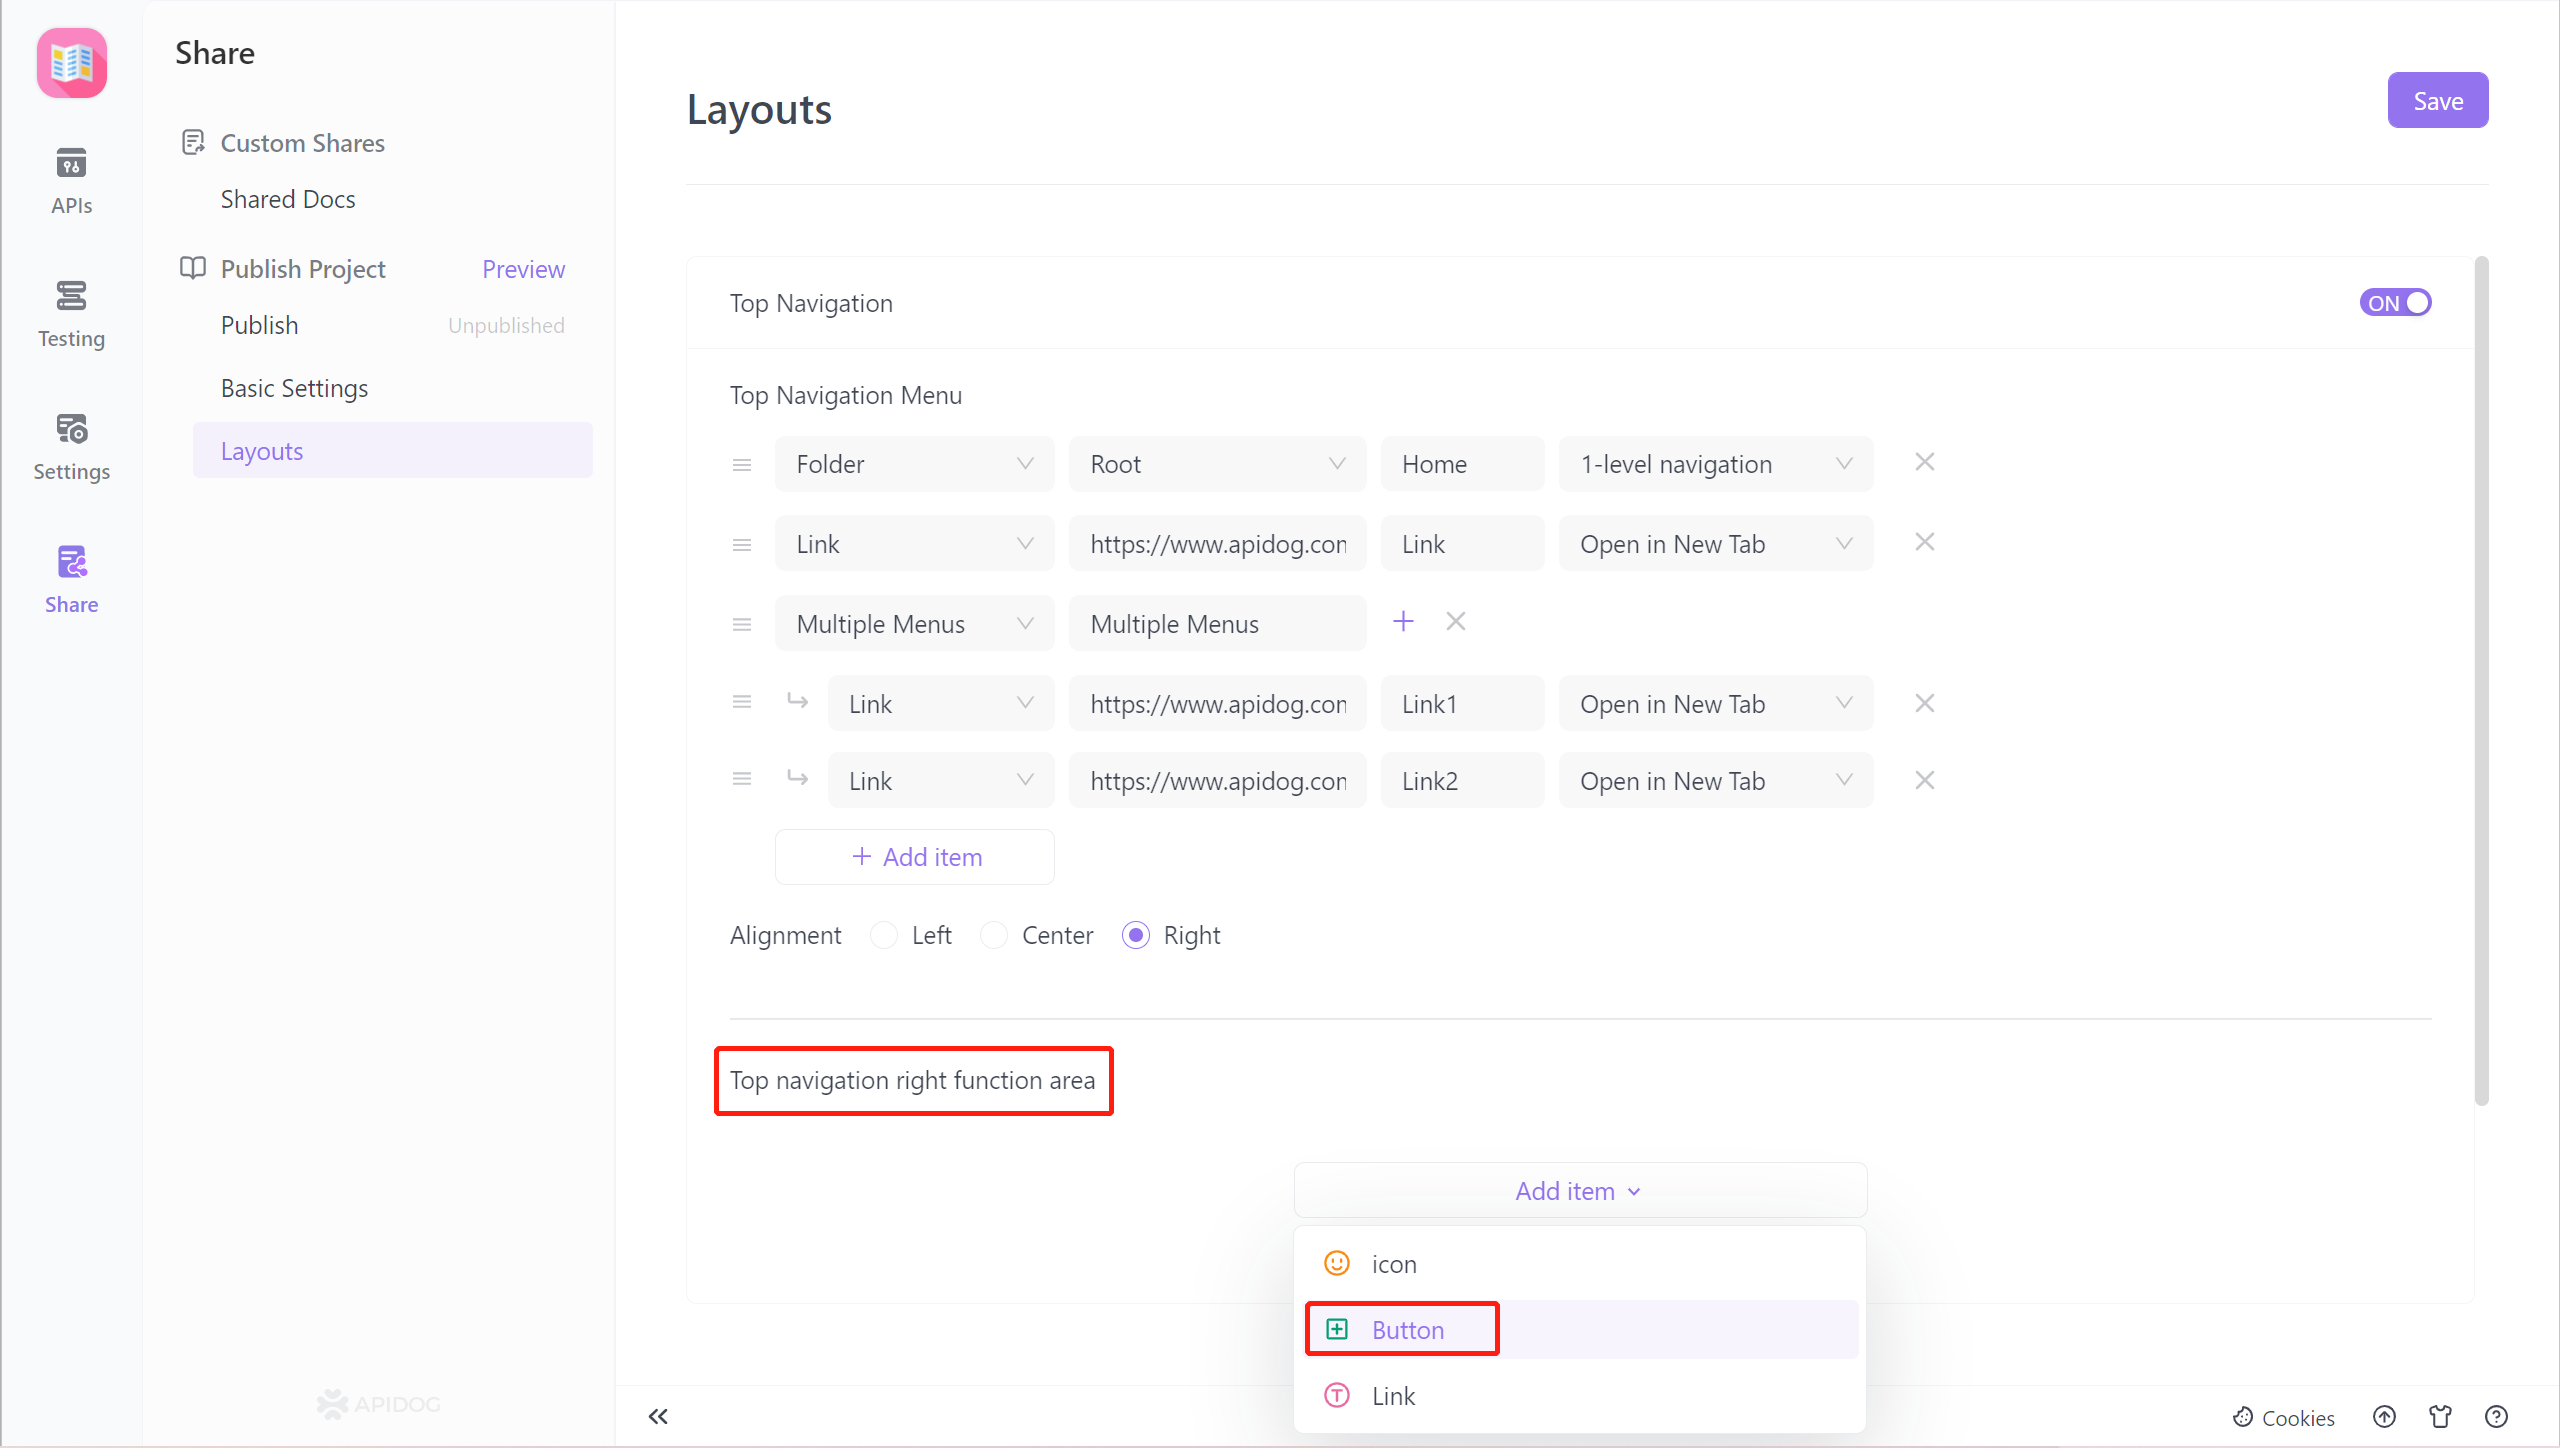 Share
Custom Shares
Shared Docs
Publish Project Preview
Publish Unpublished
Basic Settings
Layouts
APIs
Testing
Settings
Share
APIDOG
Layouts
Save
Top Navigation ON
Top Navigation Menu
Folder Root Home 1-level navigation
Link https://www.apidog.con Link Open in New Tab
Multiple Menus Multiple Menus
Link https://www.apidog.con Link1 Open in New Tab
Link https://www.apidog.con Link2 Open in New Tab
+ Add item
Alignment Left Center Right
Top navigation right function area
Add item
icon
Button
Link
Cookies